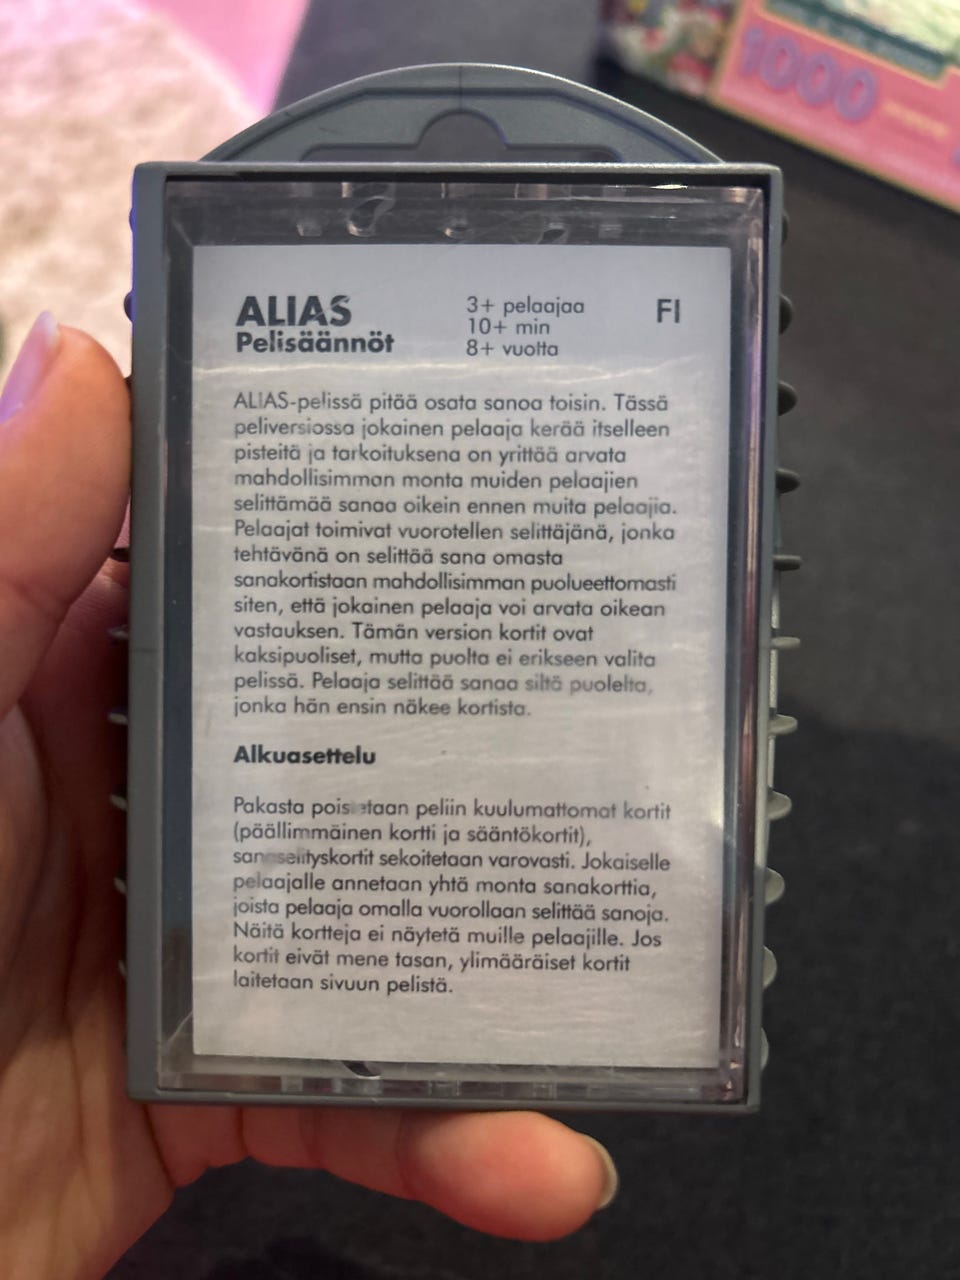 1000
ALIAS
Pelisäännöt
3+ pelaajaa
10+ min
8+ vuotta
FI
ALIAS-pelissä pitää osata sanoa toisin. Tässä
peliversiossa jokainen pelaaja kerää itselleen
pisteitä ja tarkoituksena on yrittää arvata
mahdollisimman monta muiden pelaajien
selittämää sanaa oikein ennen muita pelaajia.
Pelaajat toimivat vuorotellen selittäjänä, jonka
tehtävänä on selittää sana omasta
sanakortistaan mahdollisimman puolueettomasti
siten, että jokainen pelaaja voi arvata oikean
vastauksen. Tämän version kortit ovat
kaksipuoliset, mutta puolta ei erikseen valita
pelissä. Pelaaja selittää sanaa siltä puolelta,
jonka hän ensin näkee kortista.
Alkuasettelu
Pakasta poistetaan peliin kuulumattomat kortit
(päällimmäinen kortti ja sääntökortit),
sanaselityskortit sekoitetaan varovasti. Jokaiselle
pelaajalle annetaan yhtä monta sanakorttia,
joista pelaaja omalla vuorollaan selittää sanoja.
Näitä kortteja ei näytetä muille pelaajille. Jos
kortit eivät mene tasan, ylimääräiset kortit
laitetaan sivuun pelistä.